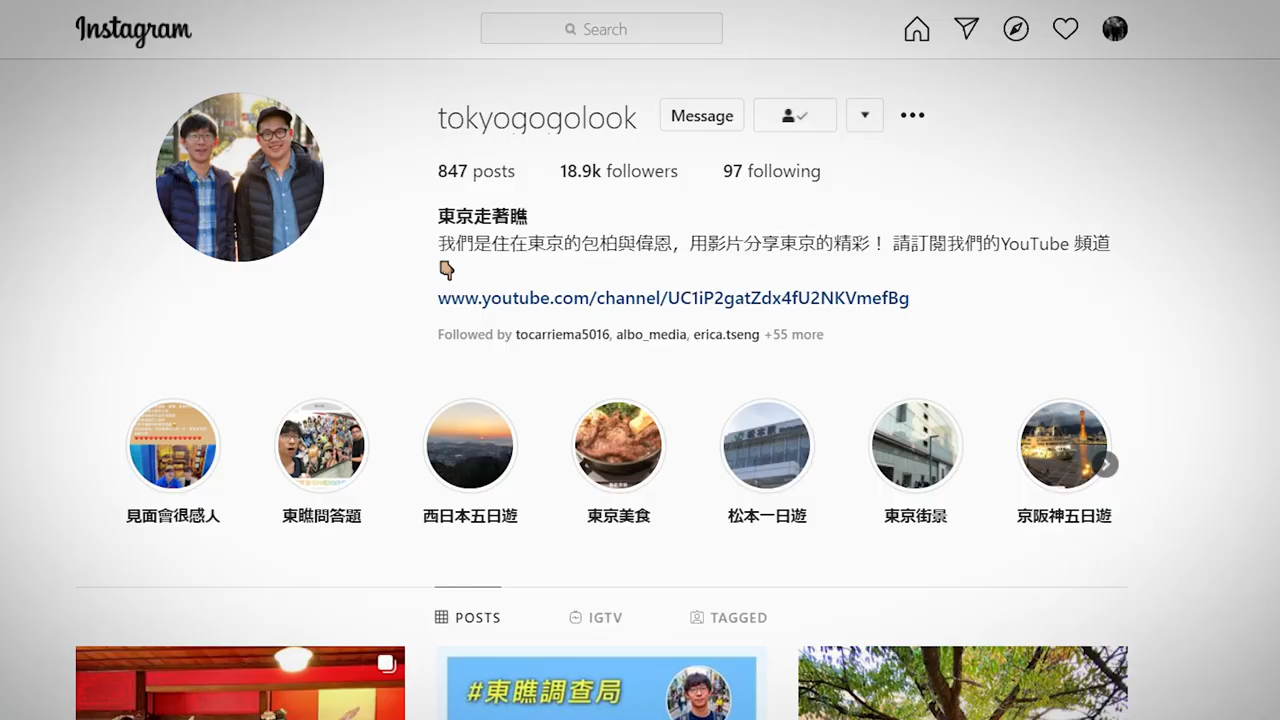 Instagram
Search
tokyogogolook
Message
847 posts 18.9k followers 97 following
東京走著瞧
我們是住在東京的包柏與偉恩，用影片分享東京的精彩！ 請訂閱我們的YouTube 頻道
👇🏽
www.youtube.com/channel/UC1iP2gatZdx4fU2NKVmefBg
Followed by tocarriema5016, albo_media, erica.tseng +55 more
見面會很感人 東瞧問答題 西日本五日遊 東京美食 松本一日遊 東京街景 京阪神五日遊
POSTS IGTV TAGGED
#東瞧調查局